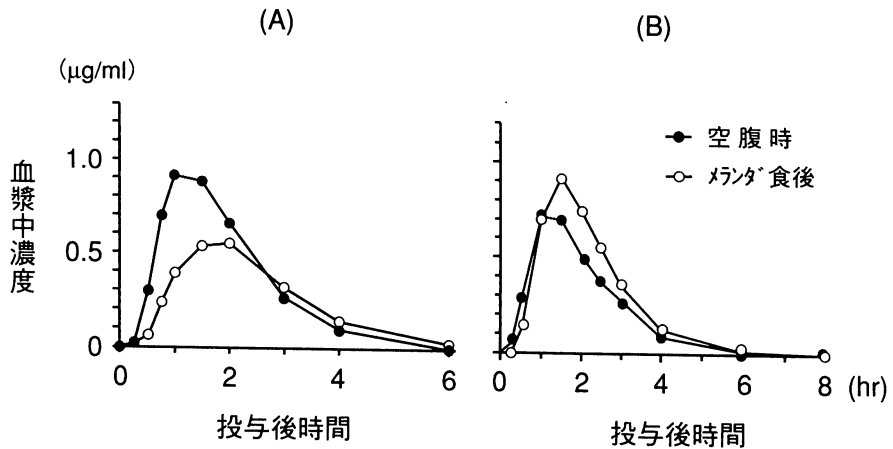 (A)
(B)
(μg/ml)
血漿中濃度
1.0
0.5
0
0 2 4 6
投与後時間
空腹時
ﾒﾗﾝﾀﾞ食後
0 2 4 6 8 (hr)
投与後時間